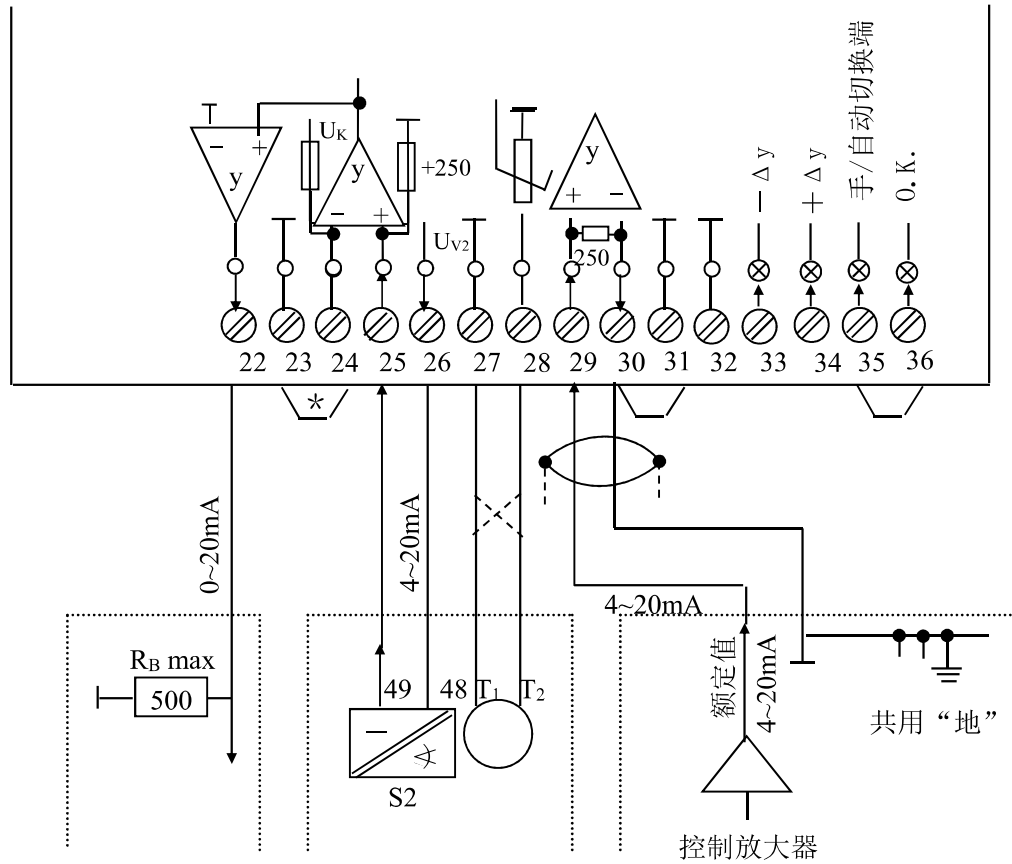 手/自动切换端
－Δy
＋Δy
O.K.
－ +
y
U_K
y
－ +
+250
y
+ －
U_V2
250
22 23 24 25 26 27 28 29 30 31 32 33 34 35 36
*
0~20mA
4~20mA
4~20mA
R_B max
500
49 48 T₁ T₂
S2
额定值
4~20mA
共用“地”
控制放大器